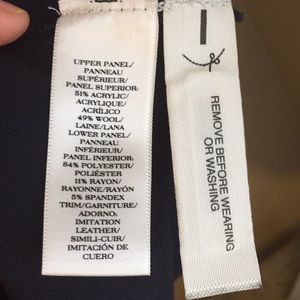 UPPER PANEL/
PANNEAU
SUPÉRIEUR/
PANEL SUPERIOR:
51% ACRYLIC/
ACRYLIQUE/
ACRÍLICO
49% WOOL/
LAINE/LANA
LOWER PANEL/
PANNEAU
INFÉRIEUR/
PANEL INFERIOR:
84% POLYESTER/
POLIÉSTER
11% RAYON/
RAYONNE/RAYÓN
5% SPANDEX
TRIM/GARNITURE/
ADORNO:
IMITATION
LEATHER/
SIMILI-CUIR/
IMITACIÓN DE
CUERO
REMOVE BEFORE WEARING
OR WASHING